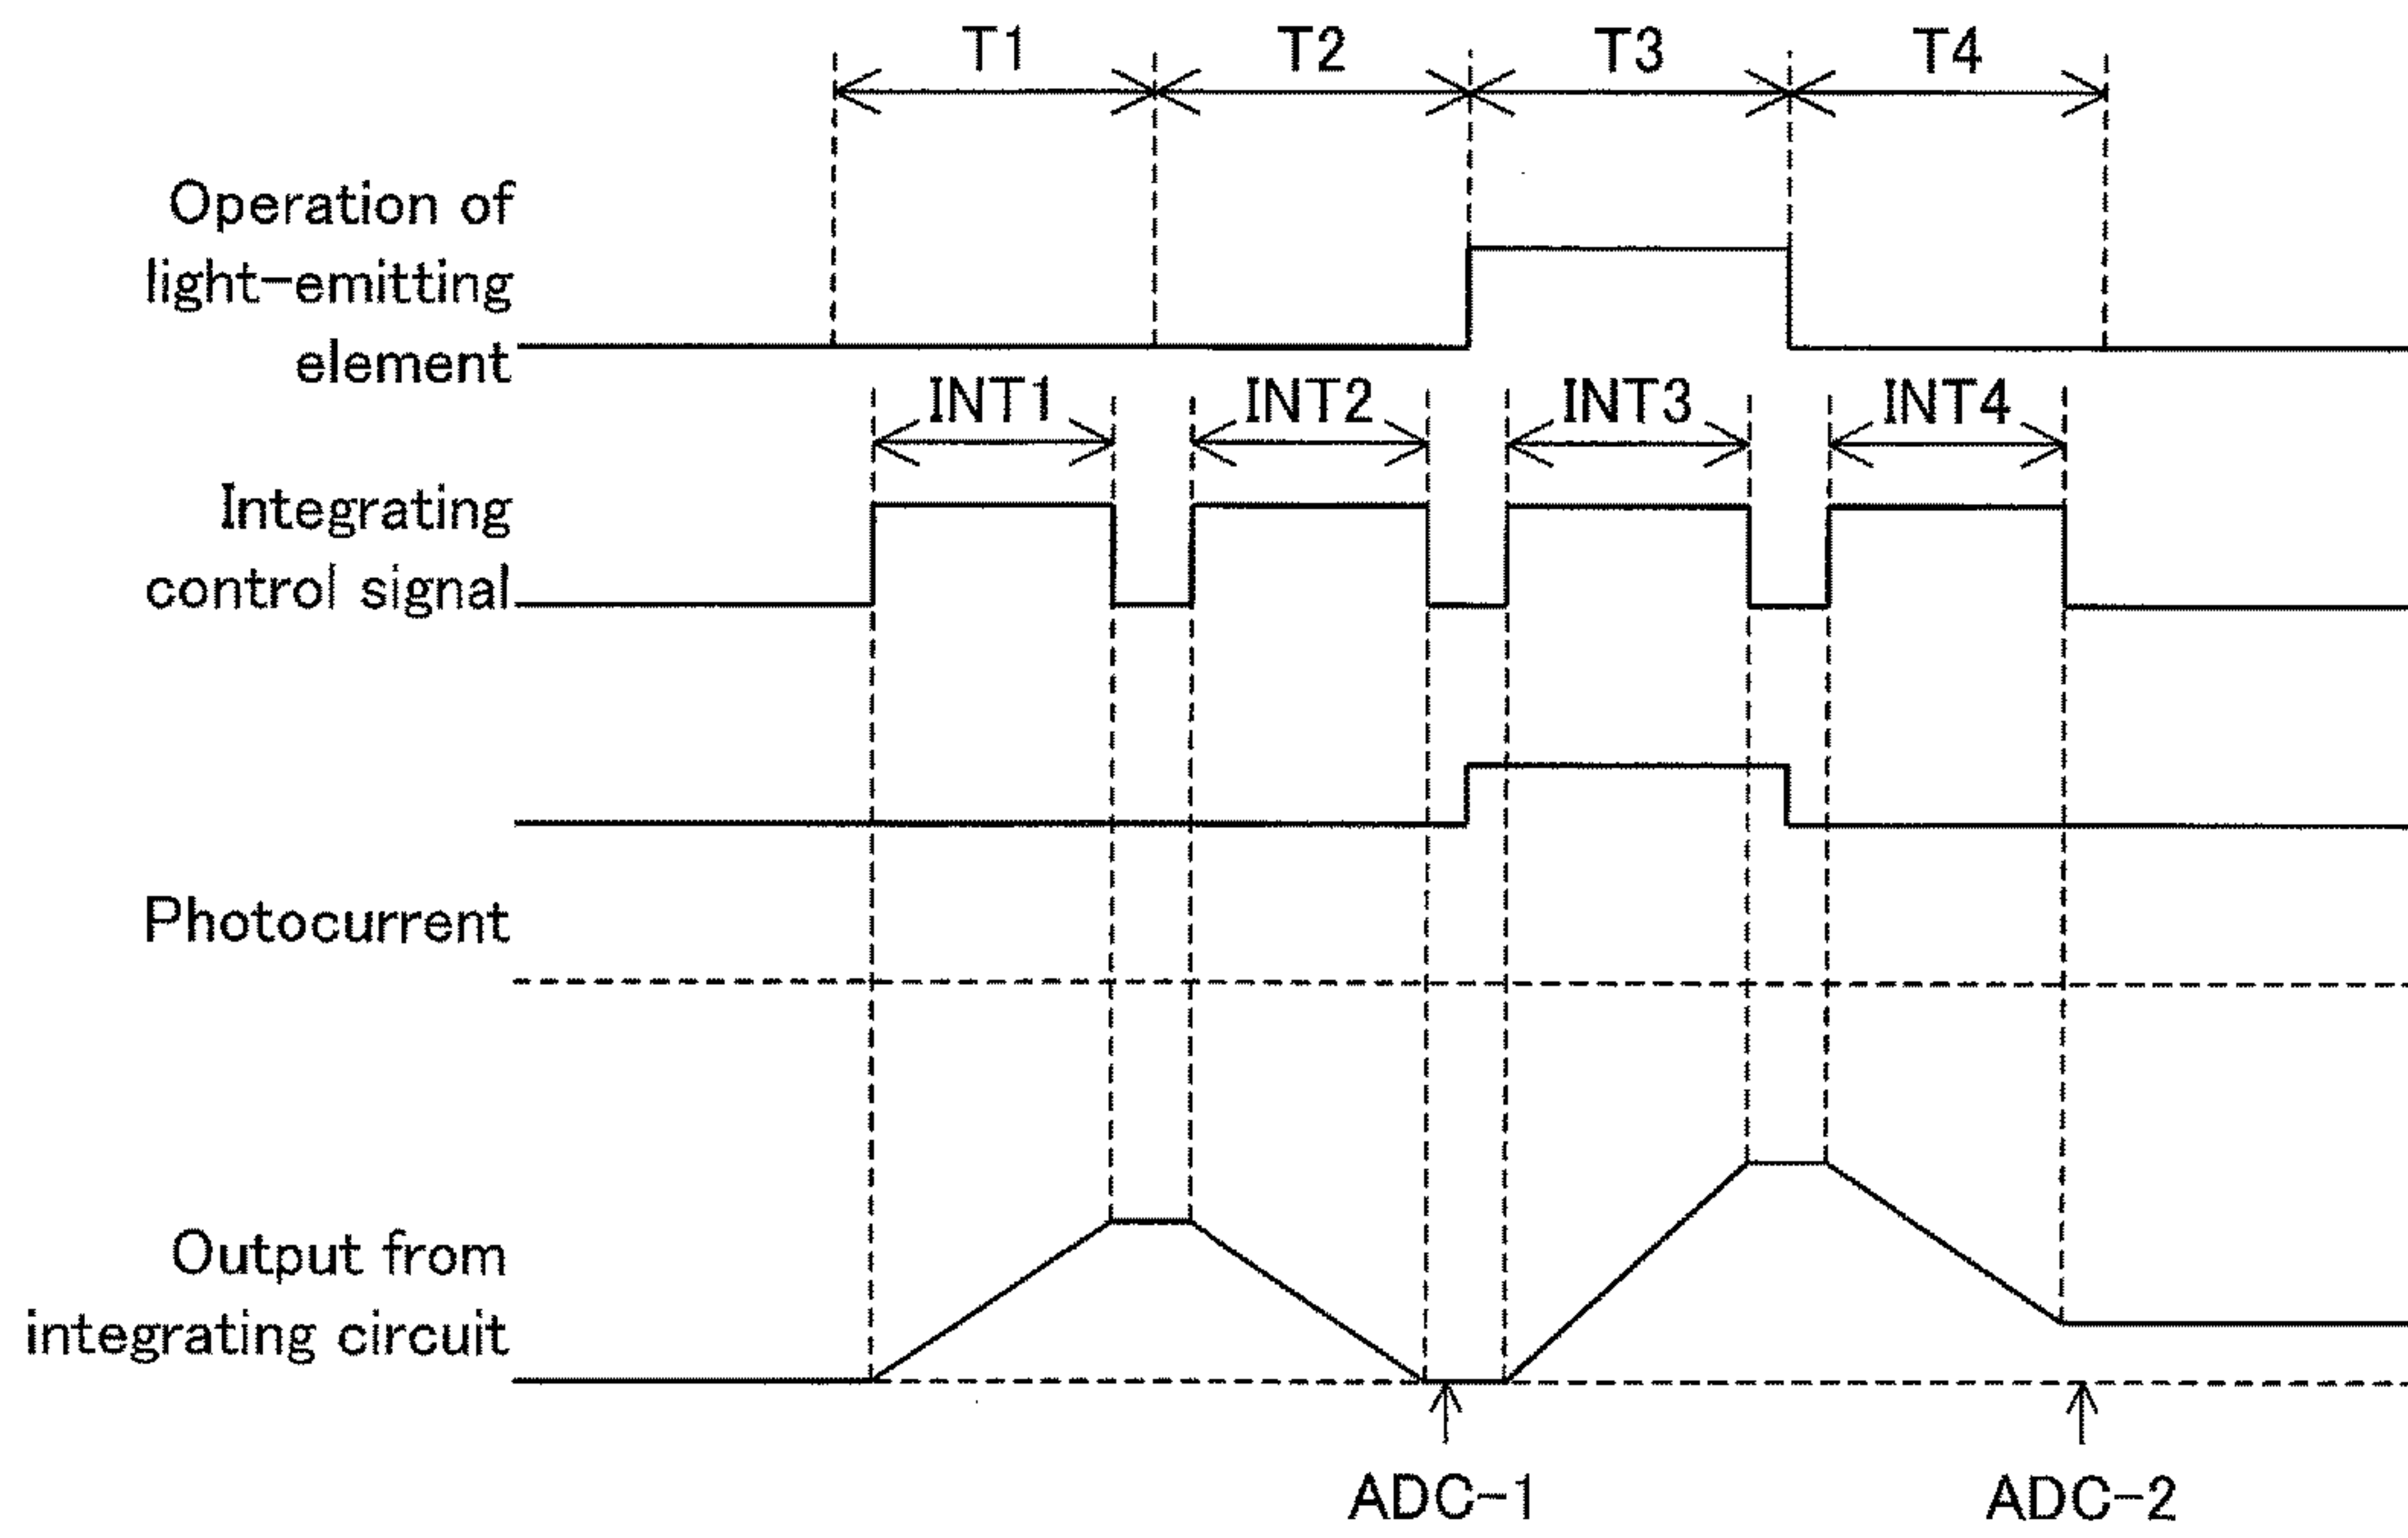 T1 T2 T3 T4
Operation of
light-emitting
element
INT1 INT2 INT3 INT4
Integrating
control signal
Photocurrent
Output from
integrating circuit
ADC-1 ADC-2